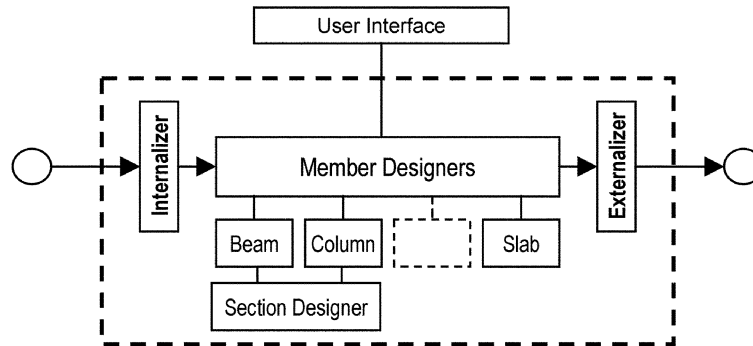 User Interface
Internalizer
Member Designers
Externalizer
Beam
Column
Slab
Section Designer